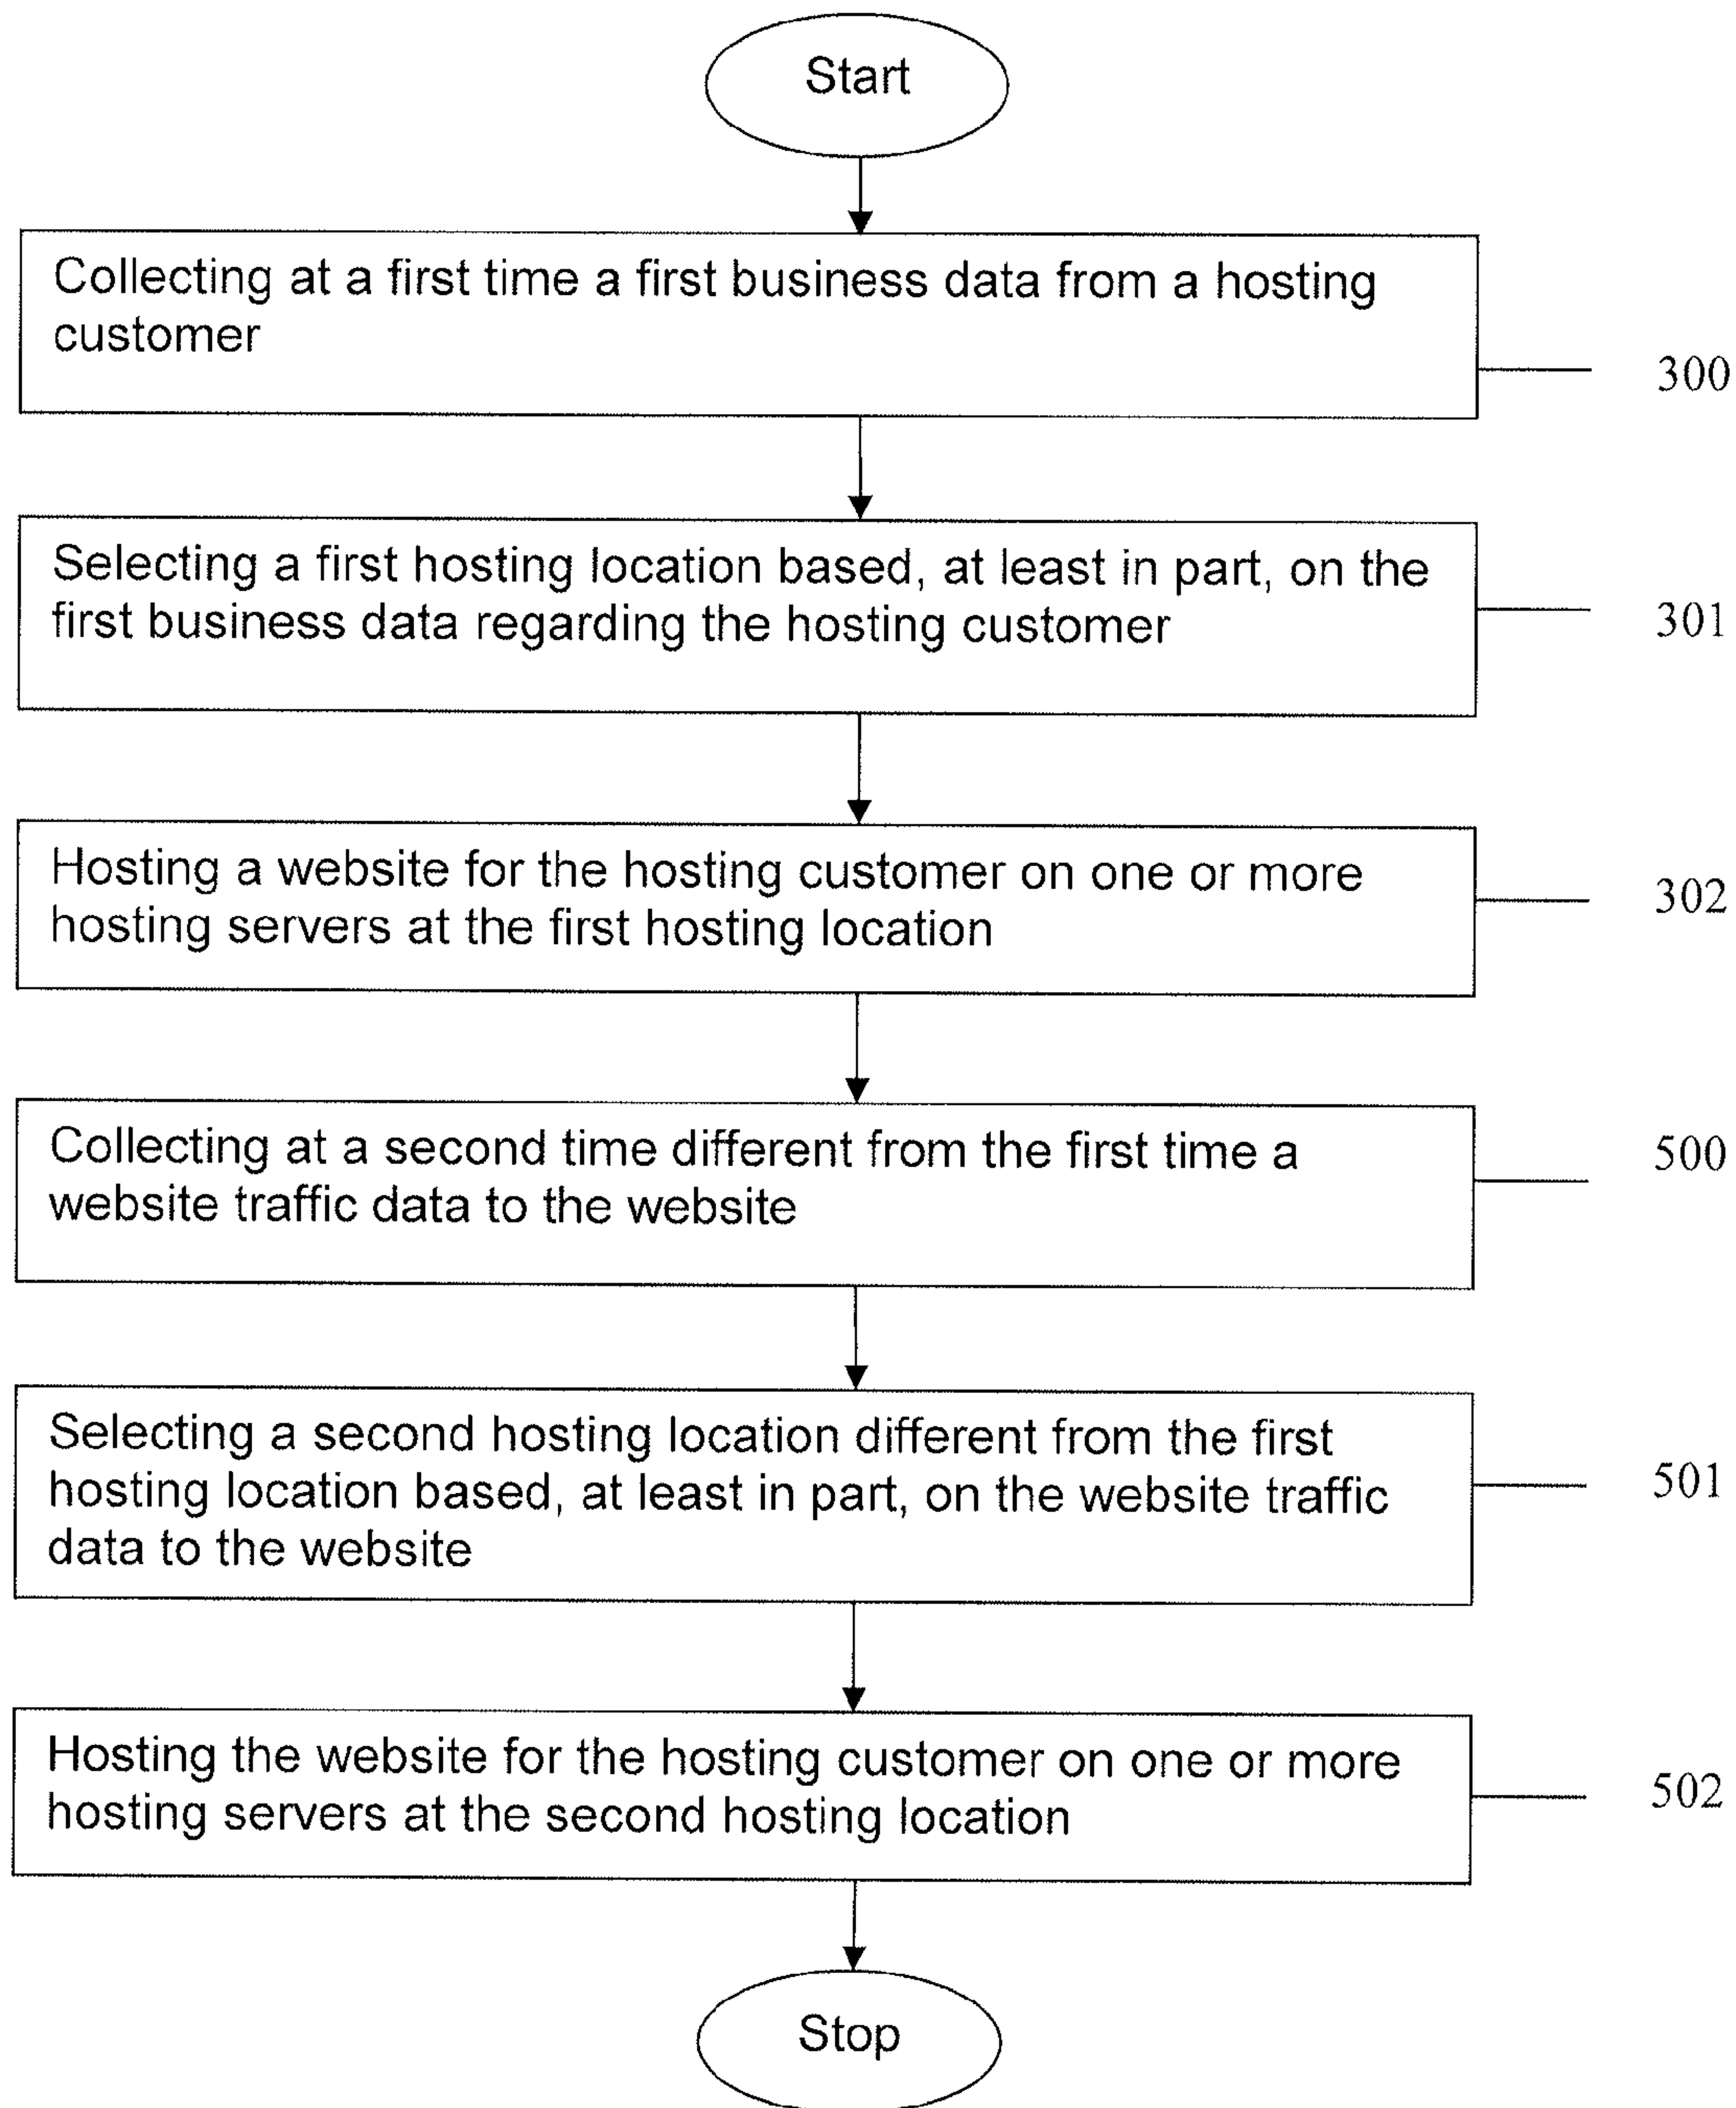 Start
Collecting at a first time a first business data from a hosting
customer
300
Selecting a first hosting location based, at least in part, on the
first business data regarding the hosting customer
301
Hosting a website for the hosting customer on one or more
hosting servers at the first hosting location
302
Collecting at a second time different from the first time a
website traffic data to the website
500
Selecting a second hosting location different from the first
hosting location based, at least in part, on the website traffic
data to the website
501
Hosting the website for the hosting customer on one or more
hosting servers at the second hosting location
502
Stop